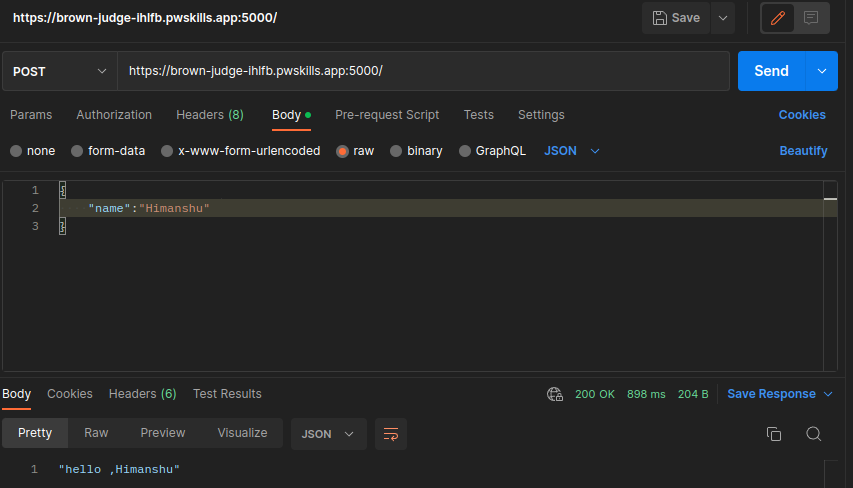 https://brown-judge-ihlfb.pwskills.app:5000/
Save
POST https://brown-judge-ihlfb.pwskills.app:5000/ Send
Params Authorization Headers (8) Body Pre-request Script Tests Settings Cookies
none form-data x-www-form-urlencoded raw binary GraphQL JSON Beautify
1 {
2 "name":"Himanshu"
3 }
Body Cookies Headers (6) Test Results 200 OK 898 ms 204 B Save Response
Pretty Raw Preview Visualize JSON
1 "hello ,Himanshu"